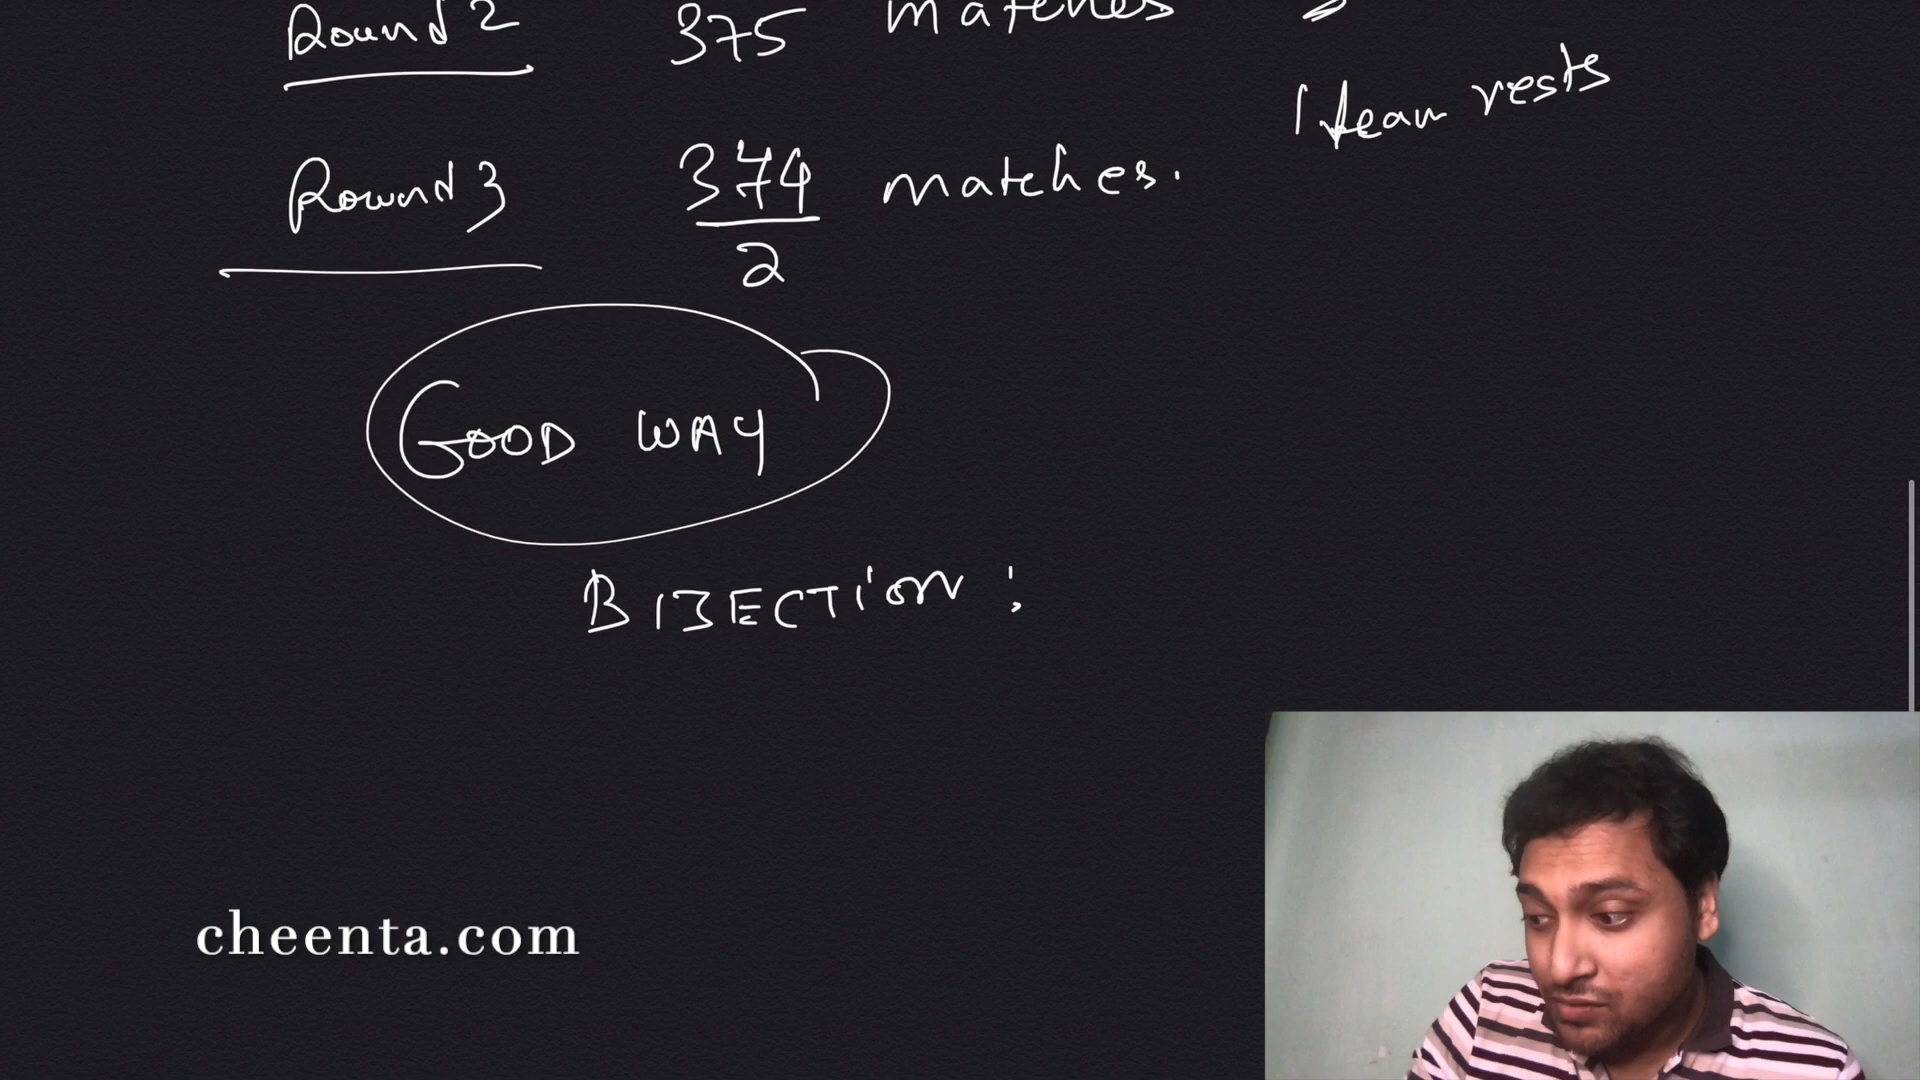 Round 2 375 matches
1 team rests
Round 3 374 matches.
2
GOOD WAY
BIJECTION :
cheenta.com